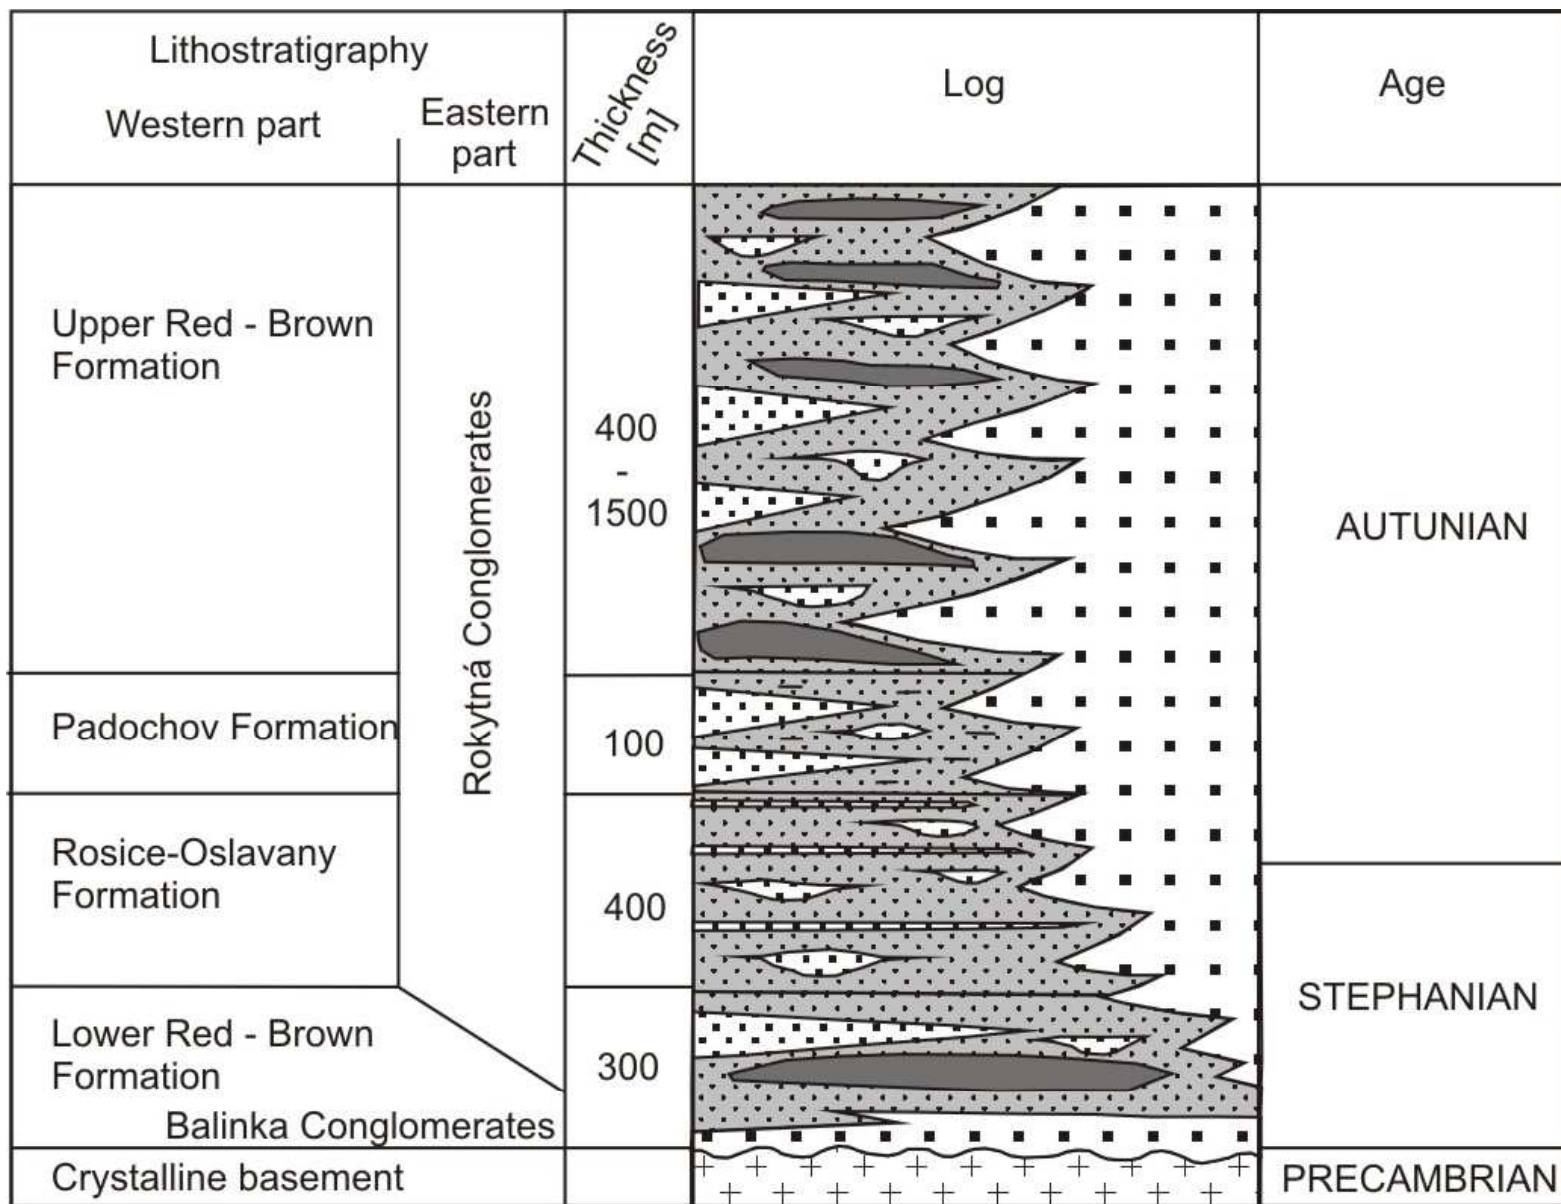 Lithostratigraphy
Western part
Eastern
part
Thickness
[m]
Log
Age
Upper Red - Brown
Formation
Padochov Formation
Rosice-Oslavany
Formation
Lower Red - Brown
Formation
Balinka Conglomerates
Crystalline basement
Rokytná Conglomerates
400
-
1500
100
400
300
AUTUNIAN
STEPHANIAN
PRECAMBRIAN